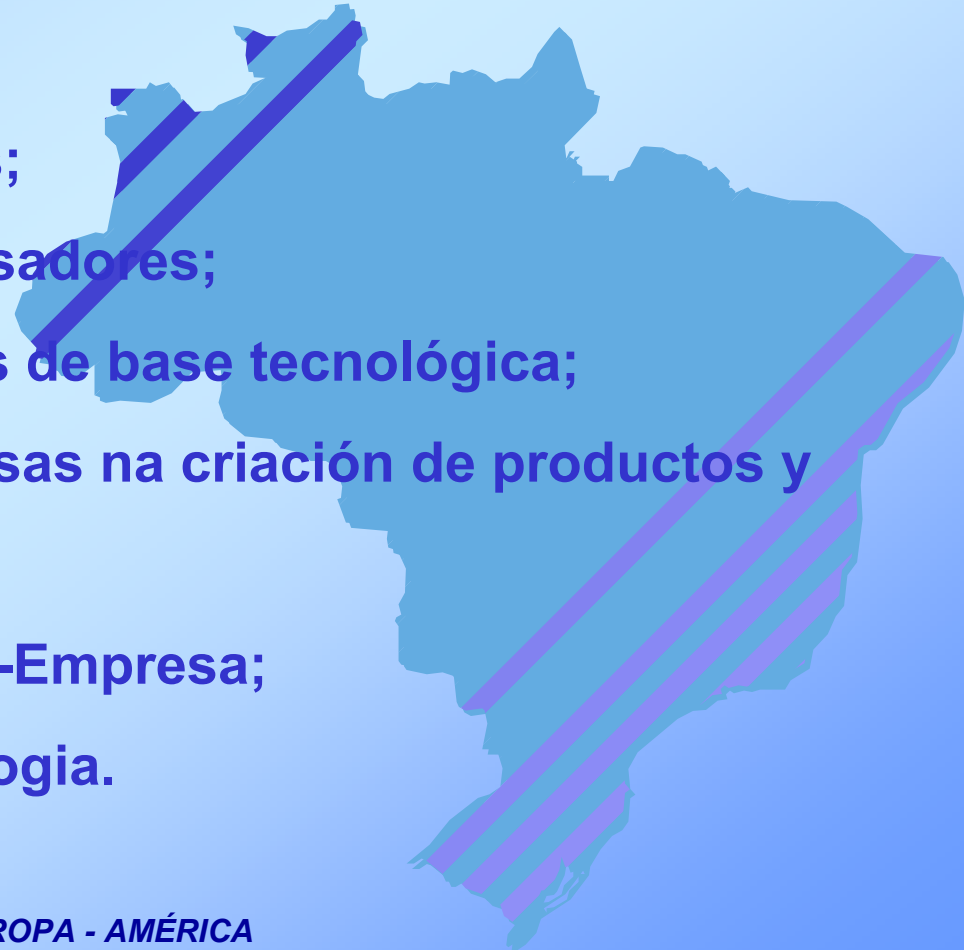 s;
sadores;
s de base tecnológica;
sas na criación de productos y
-Empresa;
ogia.
ROPA - AMÉRICA